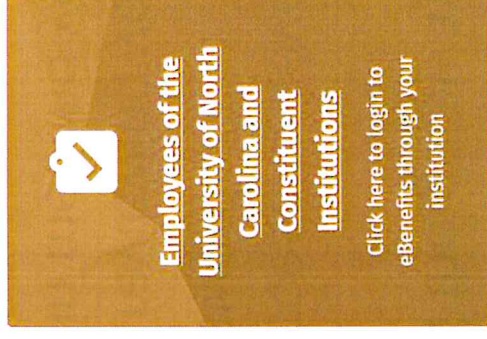 Employees of the
University of North
Carolina and
Constituent
Institutions
Click here to login to
eBenefits through your
institution